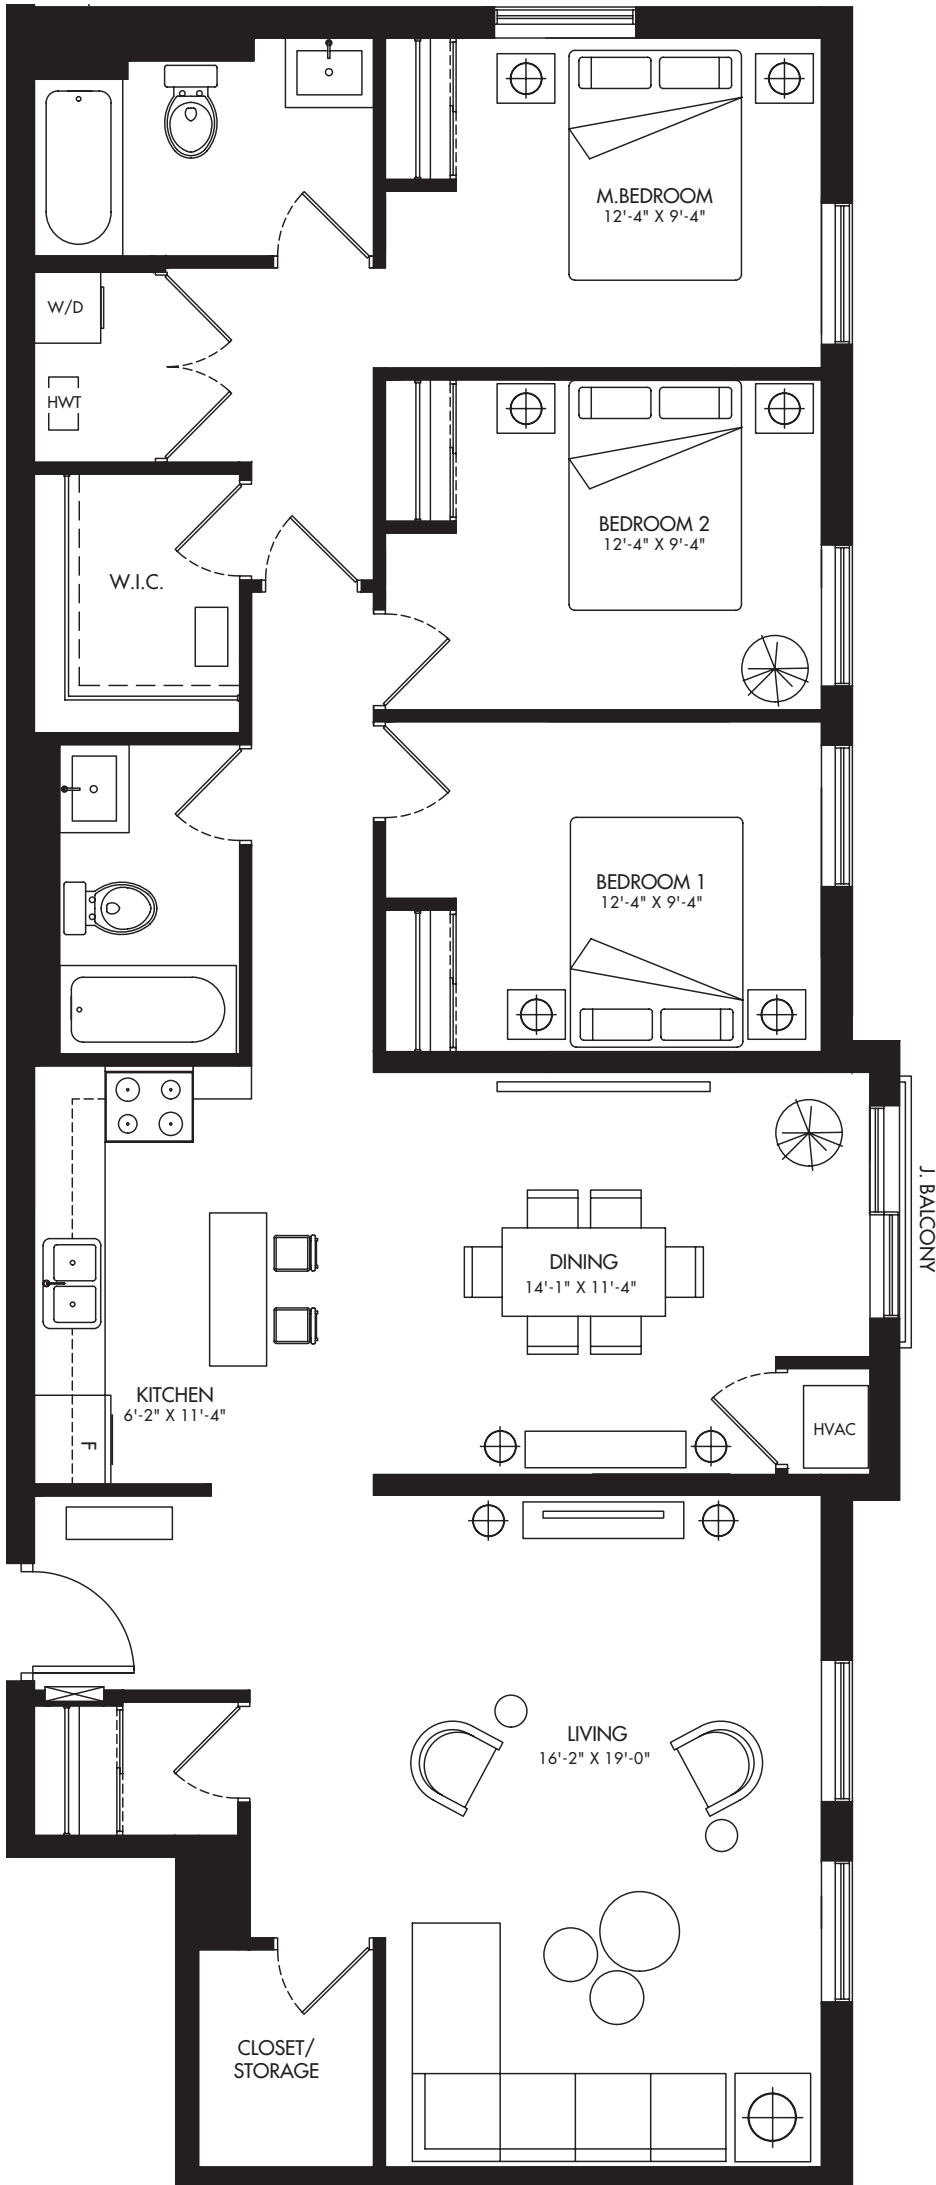 M.BEDROOM
12'-4" X 9'-4"
W/D
HWT
BEDROOM 2
12'-4" X 9'-4"
W.I.C.
BEDROOM 1
12'-4" X 9'-4"
J. BALCONY
DINING
14'-1" X 11'-4"
KITCHEN
6'-2" X 11'-4"
HVAC
F
LIVING
16'-2" X 19'-0"
CLOSET/
STORAGE